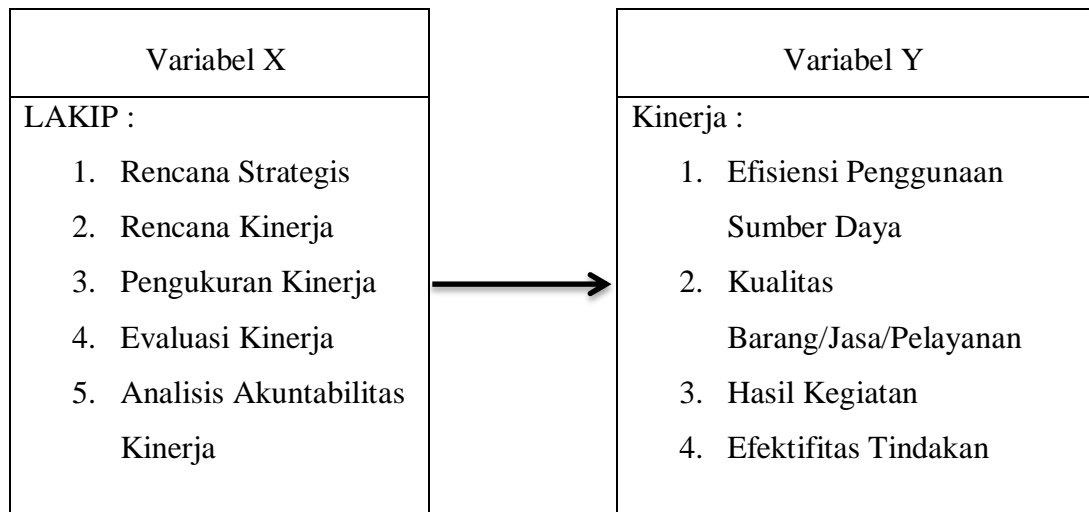 Variabel X
LAKIP :
1. Rencana Strategis
2. Rencana Kinerja
3. Pengukuran Kinerja
4. Evaluasi Kinerja
5. Analisis Akuntabilitas
Kinerja
Variabel Y
Kinerja :
1. Efisiensi Penggunaan
Sumber Daya
2. Kualitas
Barang/Jasa/Pelayanan
3. Hasil Kegiatan
4. Efektifitas Tindakan